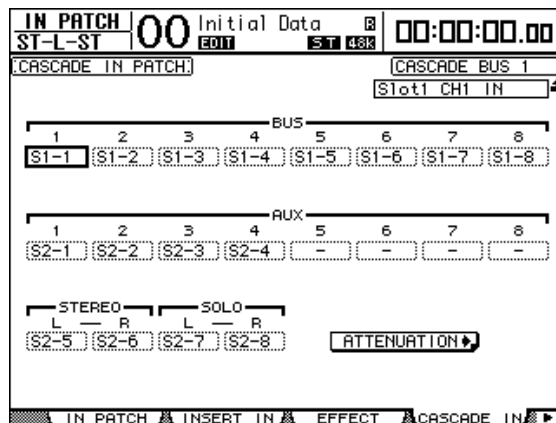 IN PATCH
ST-L-ST
00 Initial Data R
EDIT ST 48k
00:00:00.00
CASCADE IN PATCH
CASCADE BUS 1
Slot1 CH1 IN
BUS
1 2 3 4 5 6 7 8
S1-1 S1-2 S1-3 S1-4 S1-5 S1-6 S1-7 S1-8
AUX
1 2 3 4 5 6 7 8
S2-1 S2-2 S2-3 S2-4 - - - -
STEREO SOLO
L — R L — R
S2-5 S2-6 S2-7 S2-8
ATTENUATION
IN PATCH INSERT IN EFFECT CASCADE IN